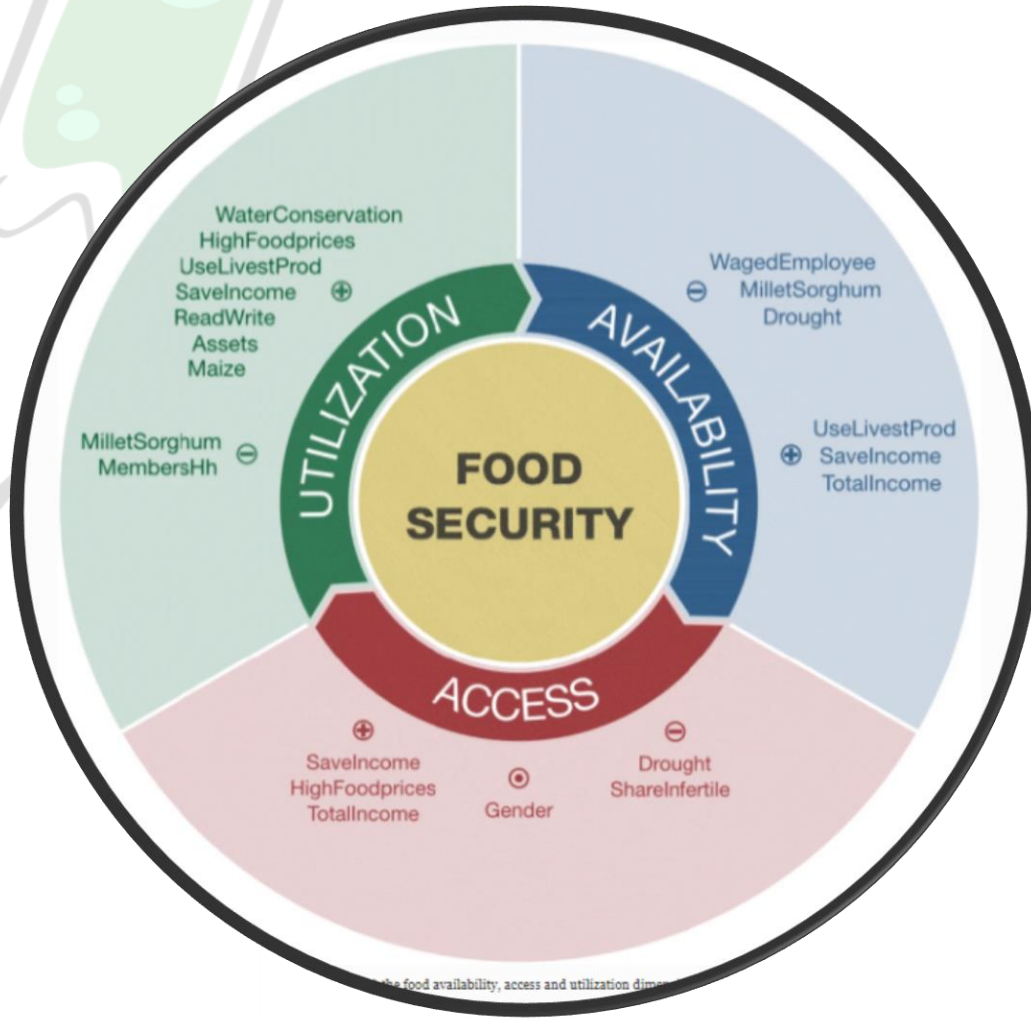 WaterConservation
HighFoodprices
UseLivestProd
SaveIncome ⊕
ReadWrite
Assets
Maize
MilletSorghum ⊖
MembersHh
UTILIZATION
WagedEmployee
⊖ MilletSorghum
Drought
AVAILABILITY
UseLivestProd
⊕ SaveIncome
TotalIncome
FOOD
SECURITY
ACCESS
⊕
SaveIncome
HighFoodprices
TotalIncome
⊙
Gender
⊖
Drought
ShareInfertile
the food availability, access and utilization